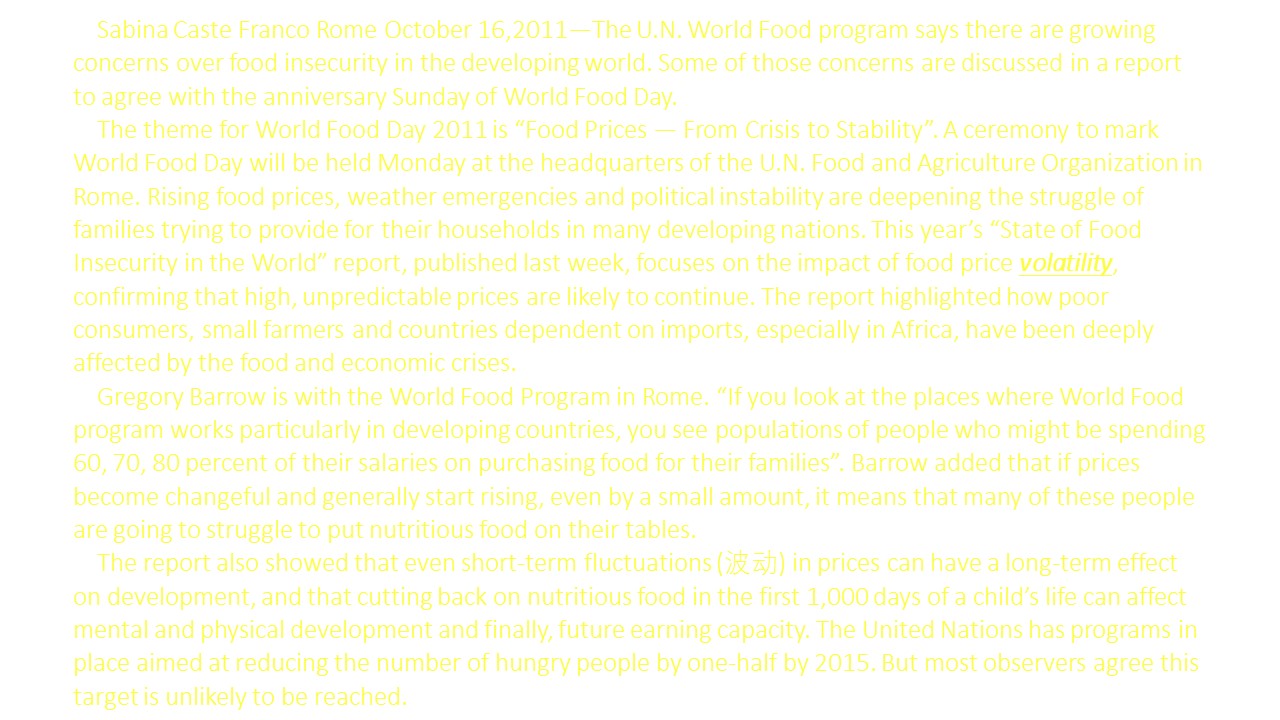 Sabina Caste Franco Rome October 16,2011—The U.N. World Food program says there are growing
concerns over food insecurity in the developing world. Some of those concerns are discussed in a report
to agree with the anniversary Sunday of World Food Day.
The theme for World Food Day 2011 is “Food Prices — From Crisis to Stability”. A ceremony to mark
World Food Day will be held Monday at the headquarters of the U.N. Food and Agriculture Organization in
Rome. Rising food prices, weather emergencies and political instability are deepening the struggle of
families trying to provide for their households in many developing nations. This year’s “State of Food
Insecurity in the World” report, published last week, focuses on the impact of food price volatility,
confirming that high, unpredictable prices are likely to continue. The report highlighted how poor
consumers, small farmers and countries dependent on imports, especially in Africa, have been deeply
affected by the food and economic crises.
Gregory Barrow is with the World Food Program in Rome. “If you look at the places where World Food
program works particularly in developing countries, you see populations of people who might be spending
60, 70, 80 percent of their salaries on purchasing food for their families”. Barrow added that if prices
become changeful and generally start rising, even by a small amount, it means that many of these people
are going to struggle to put nutritious food on their tables.
The report also showed that even short-term fluctuations (波动) in prices can have a long-term effect
on development, and that cutting back on nutritious food in the first 1,000 days of a child’s life can affect
mental and physical development and finally, future earning capacity. The United Nations has programs in
place aimed at reducing the number of hungry people by one-half by 2015. But most observers agree this
target is unlikely to be reached.